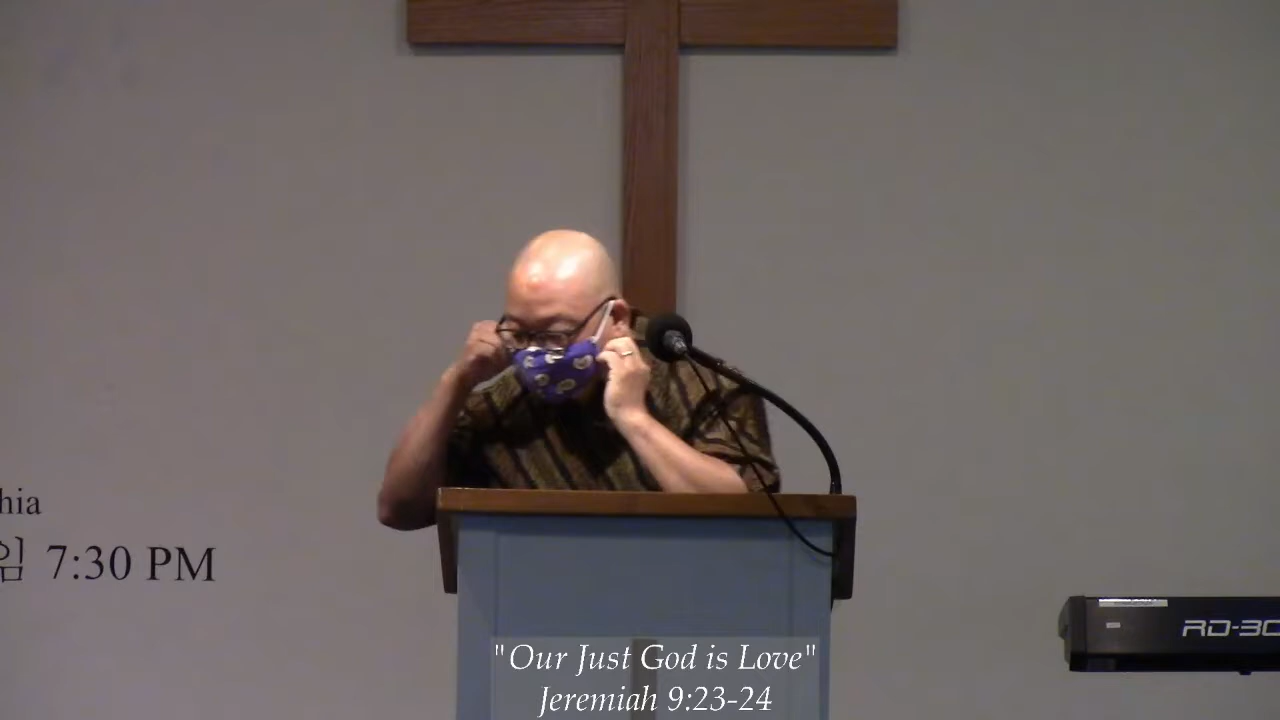 hia
임 7:30 PM
RD-30
"Our Just God is Love"
Jeremiah 9:23-24